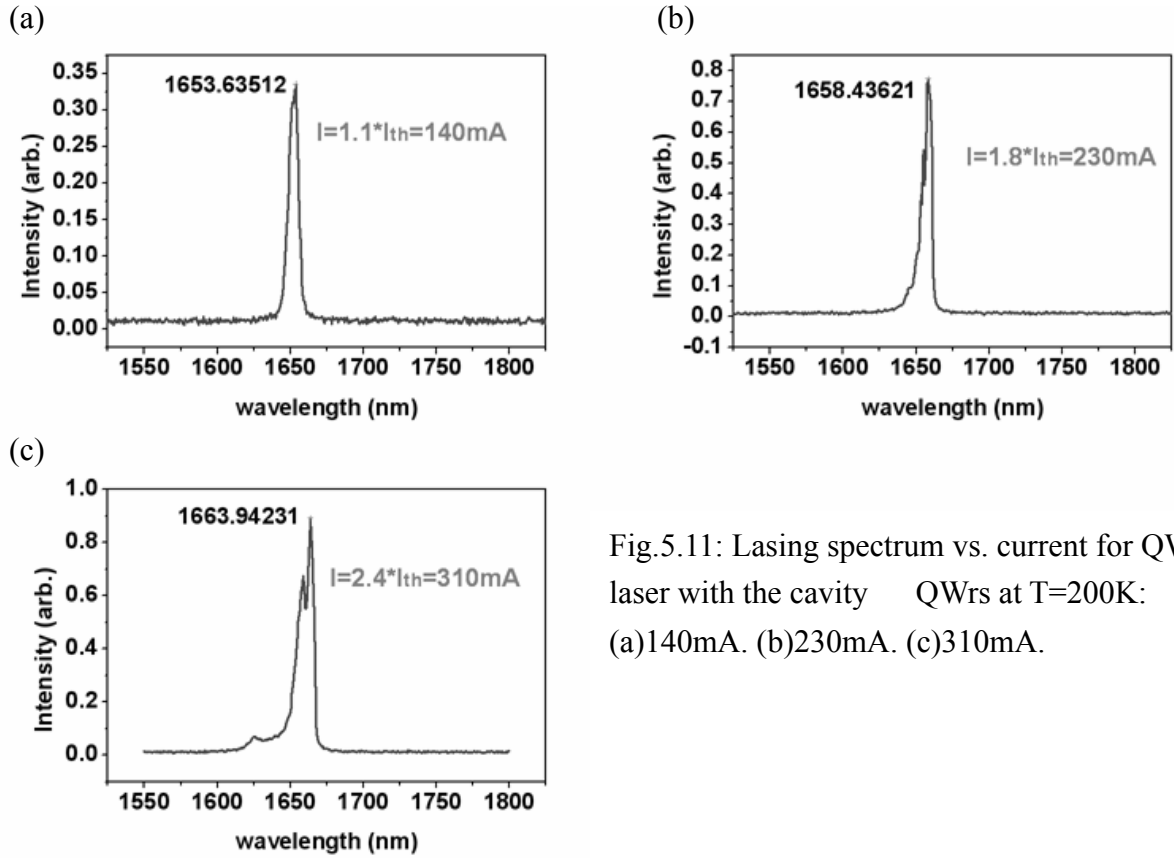 (a)
0.35
0.30
0.25
0.20
0.15
0.10
0.05
0.00
Intensity (arb.)
1653.63512
I=1.1*Ith=140mA
1550 1600 1650 1700 1750 1800
wavelength (nm)
(b)
0.8
0.7
0.6
0.5
0.4
0.3
0.2
0.1
0.0
-0.1
Intensity (arb.)
1658.43621
I=1.8*Ith=230mA
1550 1600 1650 1700 1750 1800
wavelength (nm)
(c)
1.0
0.8
0.6
0.4
0.2
0.0
Intensity (arb.)
1663.94231
I=2.4*Ith=310mA
1550 1600 1650 1700 1750 1800
wavelength (nm)
Fig.5.11: Lasing spectrum vs. current for
laser with the cavity QWrs at T=200K:
(a)140mA. (b)230mA. (c)310mA.